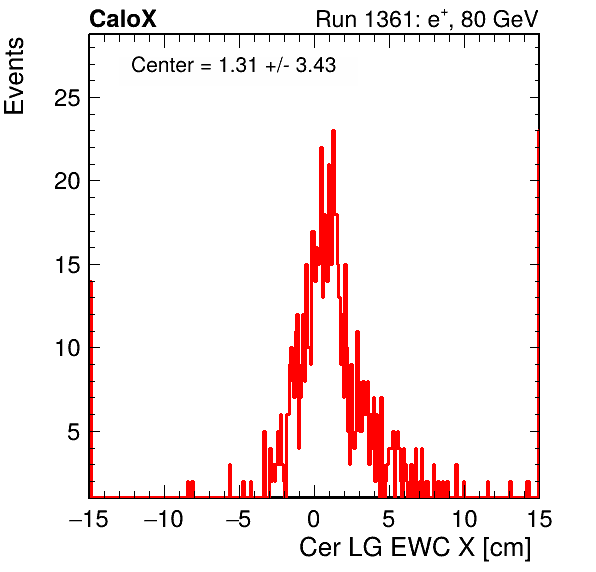 CaloX Run 1361: e+, 80 GeV
Events
Center = 1.31 +/- 3.43
25
20
15
10
5
−15 −10 −5 0 5 10 15
Cer LG EWC X [cm]